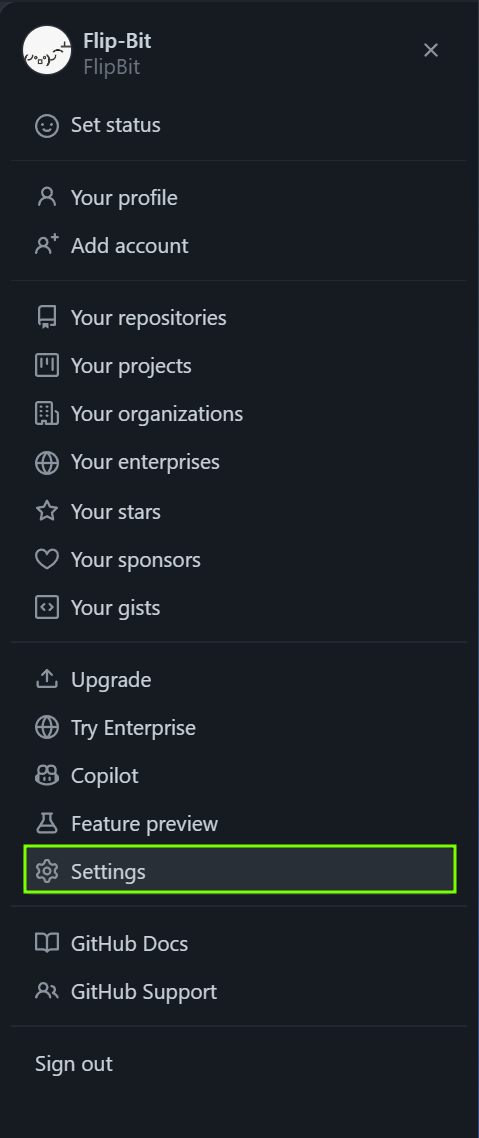 Flip-Bit
FlipBit
Set status
Your profile
Add account
Your repositories
Your projects
Your organizations
Your enterprises
Your stars
Your sponsors
Your gists
Upgrade
Try Enterprise
Copilot
Feature preview
Settings
GitHub Docs
GitHub Support
Sign out